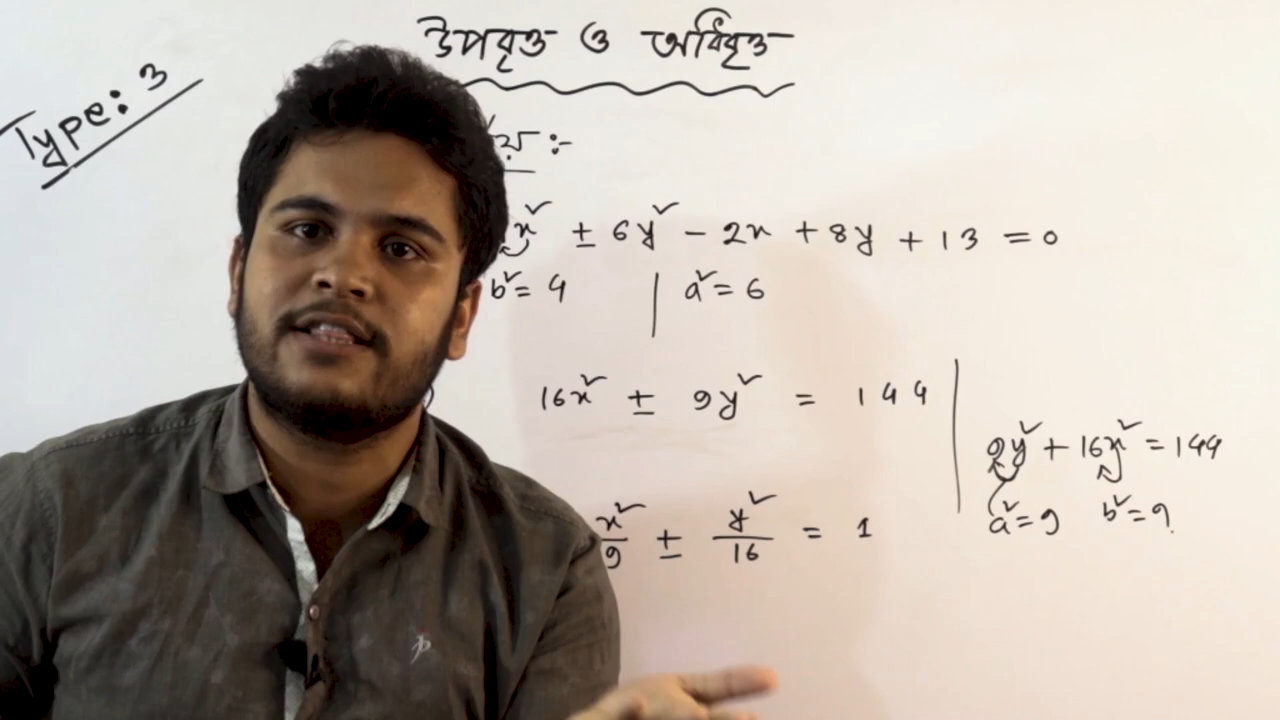 উপবৃত্ত ও অধিবৃত্ত
Type: 3
x² ± 6y² - 2x + 8y + 13 = 0
b² = 4 | a² = 6
16x² ± 9y² = 144
9y² + 16x² = 144
a² = 9 b² = 9
x²/9 ± y²/16 = 1